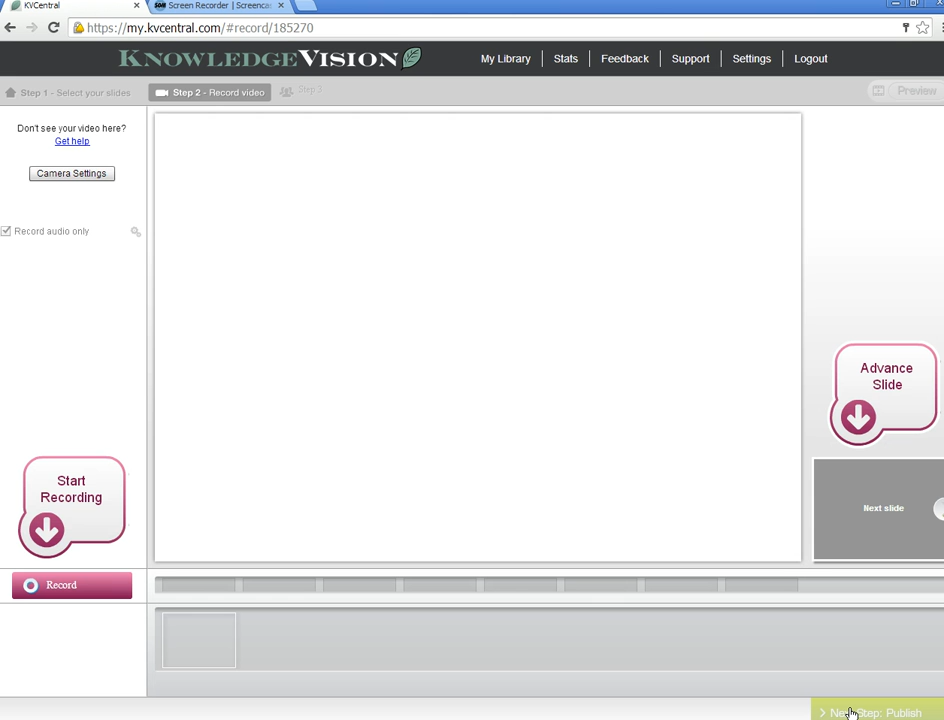 KVCentral
Screen Recorder | Screencas
https://my.kvcentral.com/#record/185270
KNOWLEDGEVISION
My Library
Stats
Feedback
Support
Settings
Logout
Step 1 - Select your slides
Step 2 - Record video
Step 3
Preview
Don't see your video here?
Get help
Camera Settings
Record audio only
Advance
Slide
Start
Recording
Next slide
Record
Step: Publish